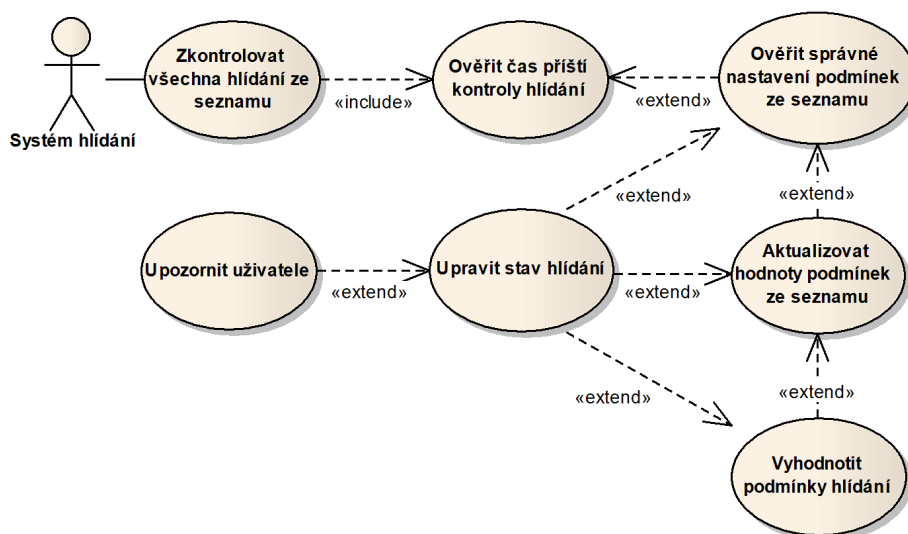 Zkontrolovat
všechna hlídání ze
seznamu
«include»
Ověřit čas příští
kontroly hlídání
«extend»
Ověřit správné
nastavení podmínek
ze seznamu
Systém hlídání
«extend»
«extend»
Upozornit uživatele
«extend»
Upravit stav hlídání
«extend»
Aktualizovat
hodnoty podmínek
ze seznamu
«extend»
«extend»
Vyhodnotit
podmínky hlídání